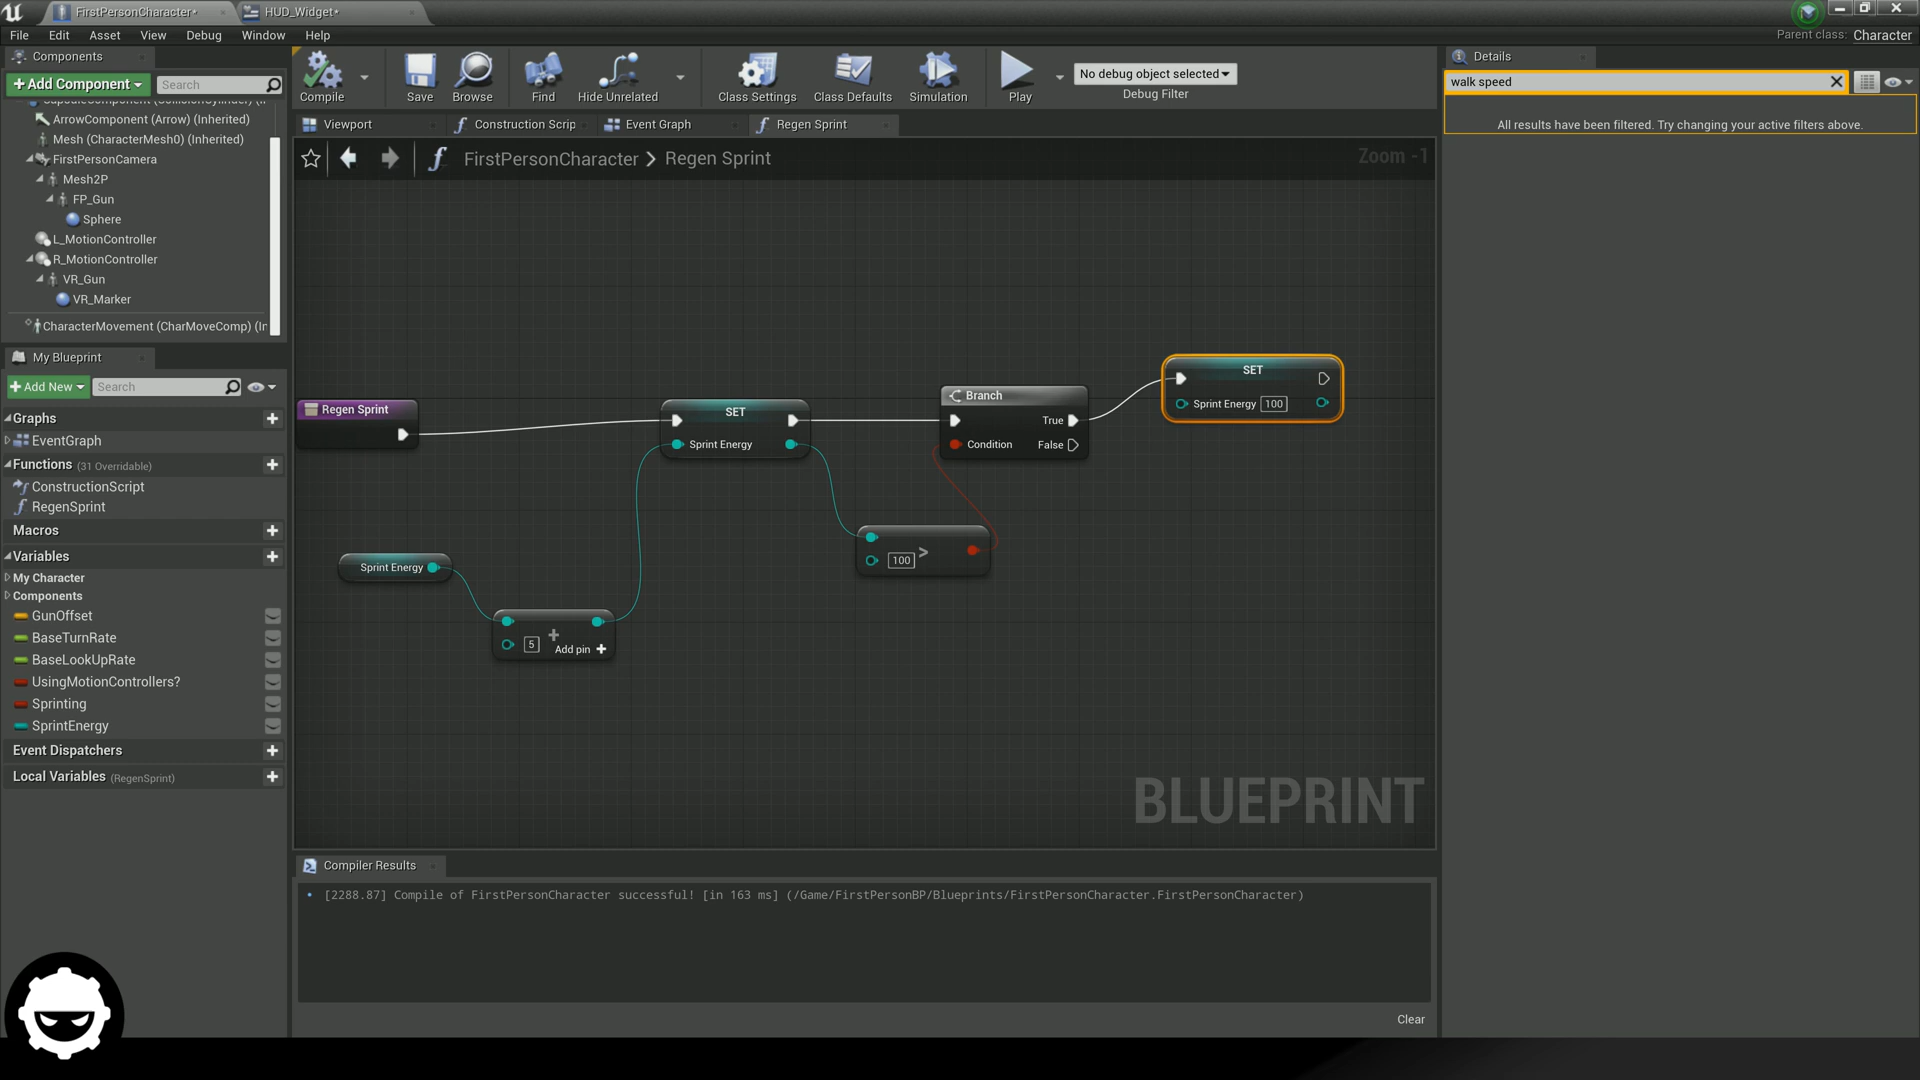 FirstPersonCharacter*
HUD_Widget*
File Edit Asset View Debug Window Help
Parent class: Character
Components
Add Component
Search
ArrowComponent (Arrow) (Inherited)
Mesh (CharacterMesh0) (Inherited)
FirstPersonCamera
Mesh2P
FP_Gun
Sphere
L_MotionController
R_MotionController
VR_Gun
VR_Marker
CharacterMovement (CharMoveComp) (In
My Blueprint
+Add New
Search
Graphs
EventGraph
Functions (31 Overridable)
ConstructionScript
RegenSprint
Macros
Variables
My Character
Components
GunOffset
BaseTurnRate
BaseLookUpRate
UsingMotionControllers?
Sprinting
SprintEnergy
Event Dispatchers
Local Variables (RegenSprint)
Compile
Save
Browse
Find
Hide Unrelated
Class Settings
Class Defaults
Simulation
Play
No debug object selected
Debug Filter
Viewport
Construction Scrip
Event Graph
Regen Sprint
FirstPersonCharacter > Regen Sprint
Zoom -1
Regen Sprint
SET
Sprint Energy
Branch
True
Condition
False
SET
Sprint Energy 100
100 >
Sprint Energy
5 +
Add pin +
BLUEPRINT
Compiler Results
[2288.87] Compile of FirstPersonCharacter successful! [in 163 ms] (/Game/FirstPersonBP/Blueprints/FirstPersonCharacter.FirstPersonCharacter)
Clear
Details
walk speed
All results have been filtered. Try changing your active filters above.